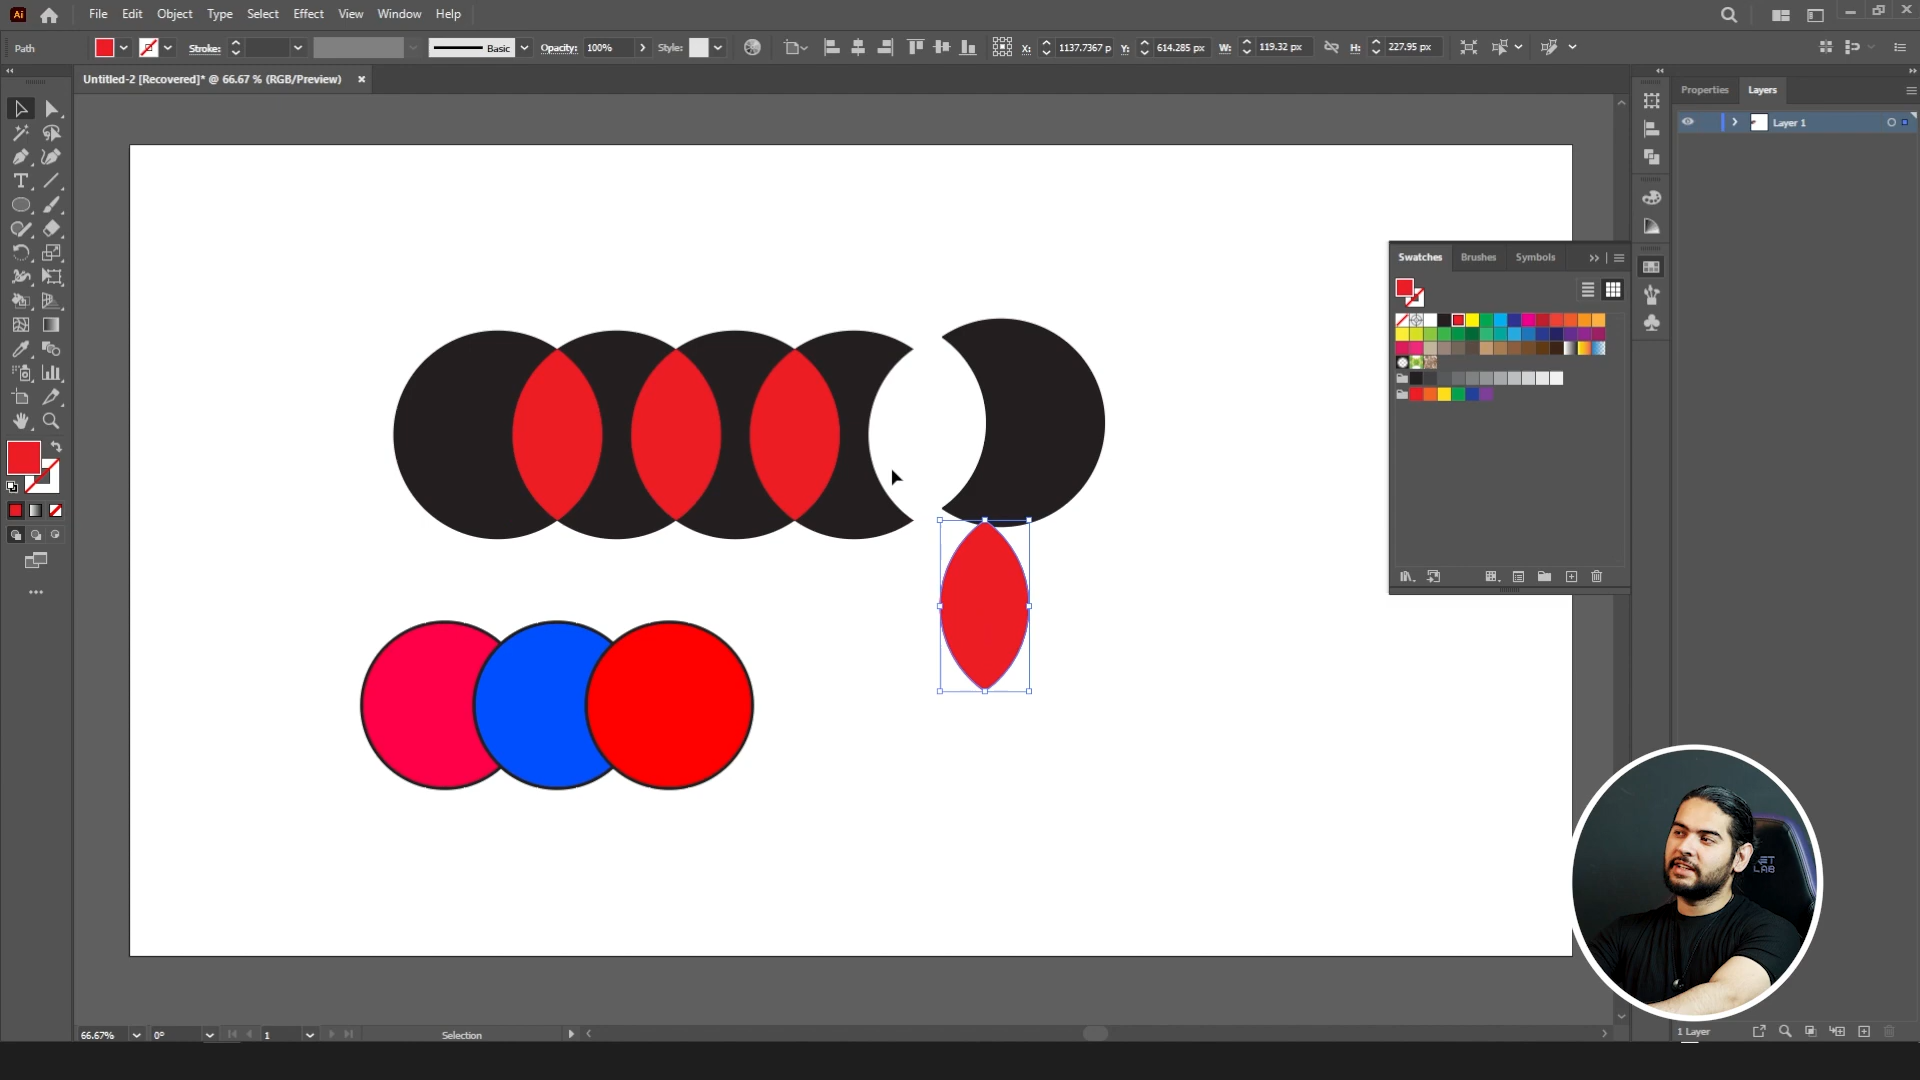 Ai File Edit Object Type Select Effect View Window Help
Path Stroke: Basic Opacity: 100% Style: X: 1137.7367 p Y: 614.285 px W: 119.32 px H: 227.95 px
Untitled-2 [Recovered]* @ 66.67 % (RGB/Preview)
Properties Layers
Layer 1
Swatches Brushes Symbols
ET
LAB
66.67% 0° 1 Selection
1 Layer